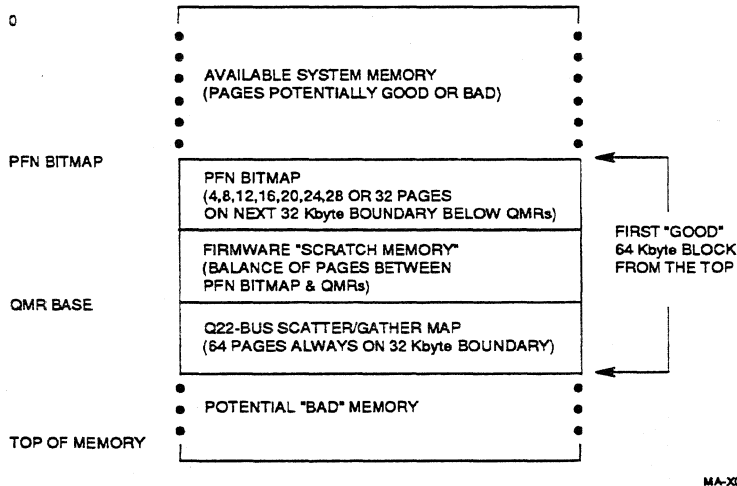 0
AVAILABLE SYSTEM MEMORY
(PAGES POTENTIALLY GOOD OR BAD)
PFN BITMAP
PFN BITMAP
(4,8,12,16,20,24,28 OR 32 PAGES
ON NEXT 32 Kbyte BOUNDARY BELOW QMRs)
FIRST "GOOD"
64 Kbyte BLOCK
FROM THE TOP
FIRMWARE "SCRATCH MEMORY"
(BALANCE OF PAGES BETWEEN
PFN BITMAP & QMRs)
QMR BASE
Q22-BUS SCATTER/GATHER MAP
(64 PAGES ALWAYS ON 32 Kbyte BOUNDARY)
POTENTIAL "BAD" MEMORY
TOP OF MEMORY